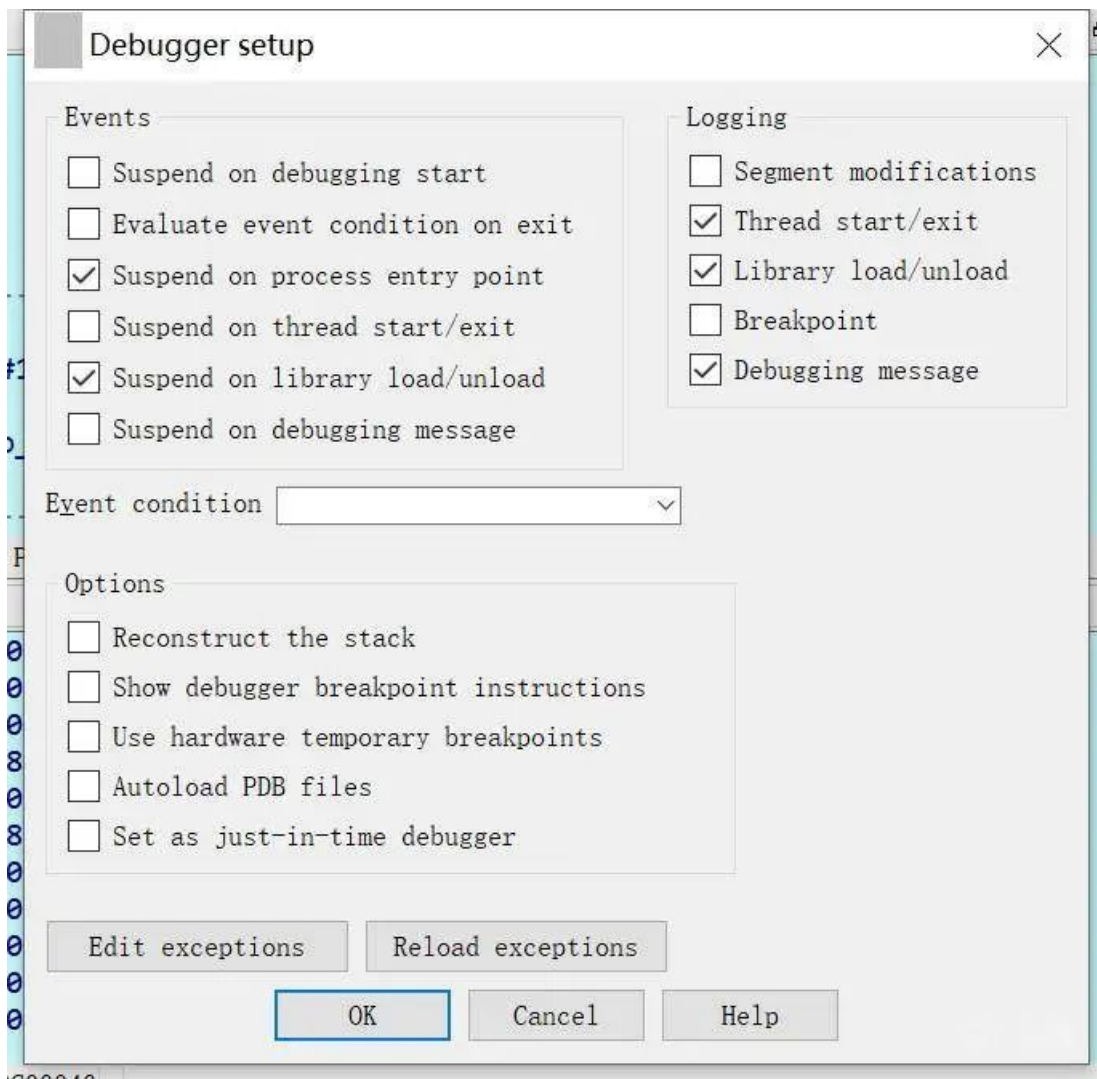 Debugger setup
Events
Suspend on debugging start
Evaluate event condition on exit
Suspend on process entry point
Suspend on thread start/exit
Suspend on library load/unload
Suspend on debugging message
Logging
Segment modifications
Thread start/exit
Library load/unload
Breakpoint
Debugging message
Event condition
Options
Reconstruct the stack
Show debugger breakpoint instructions
Use hardware temporary breakpoints
Autoload PDB files
Set as just-in-time debugger
Edit exceptions
Reload exceptions
OK
Cancel
Help